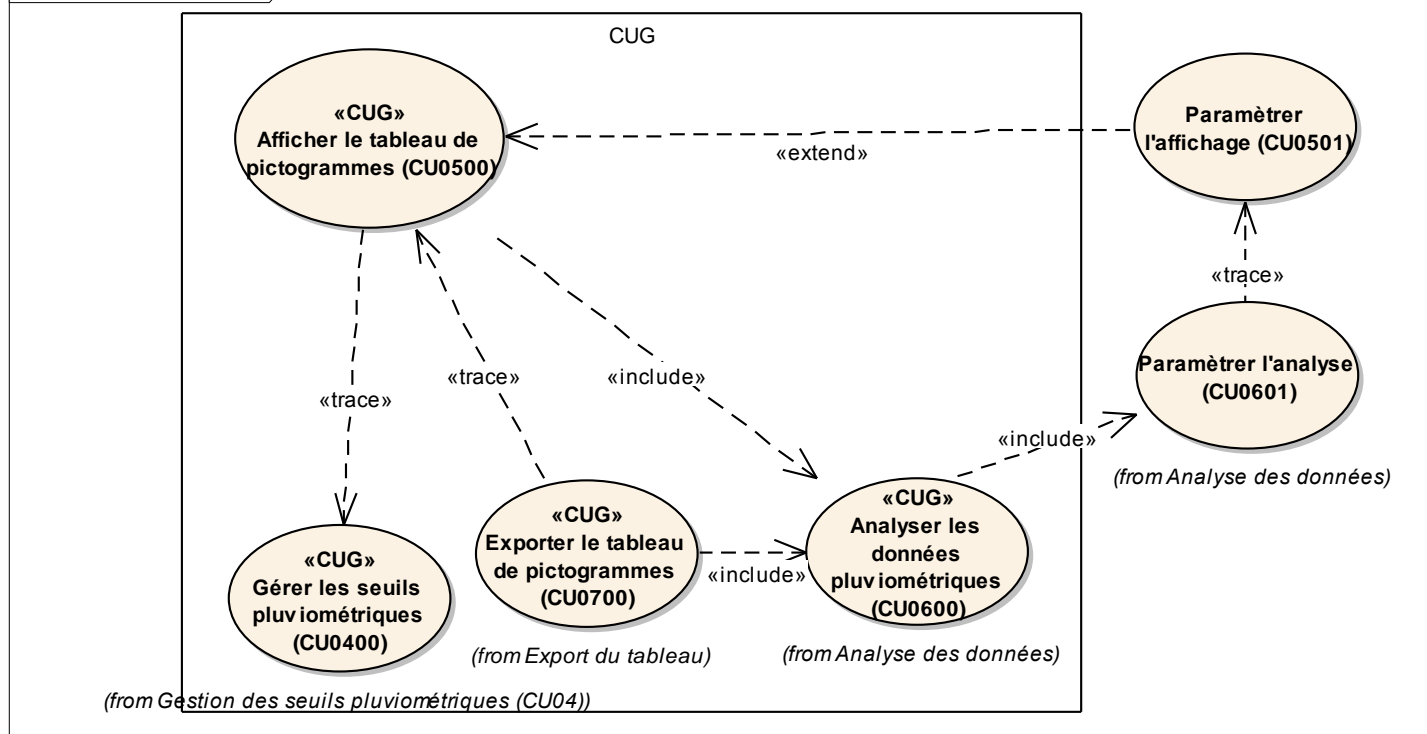 CUG
«CUG»
Afficher le tableau de
pictogrammes (CU0500)
Paramètrer
l'affichage (CU0501)
«extend»
«trace»
Paramètrer l'analyse
(CU0601)
(from Analyse des données)
«trace»
«include»
«trace»
«include»
«CUG»
Gérer les seuils
pluviométriques
(CU0400)
(from Gestion des seuils pluviométriques (CU04))
«CUG»
Exporter le tableau
de pictogrammes
(CU0700)
(from Export du tableau)
«include»
«CUG»
Analyser les
données
pluviométriques
(CU0600)
(from Analyse des données)